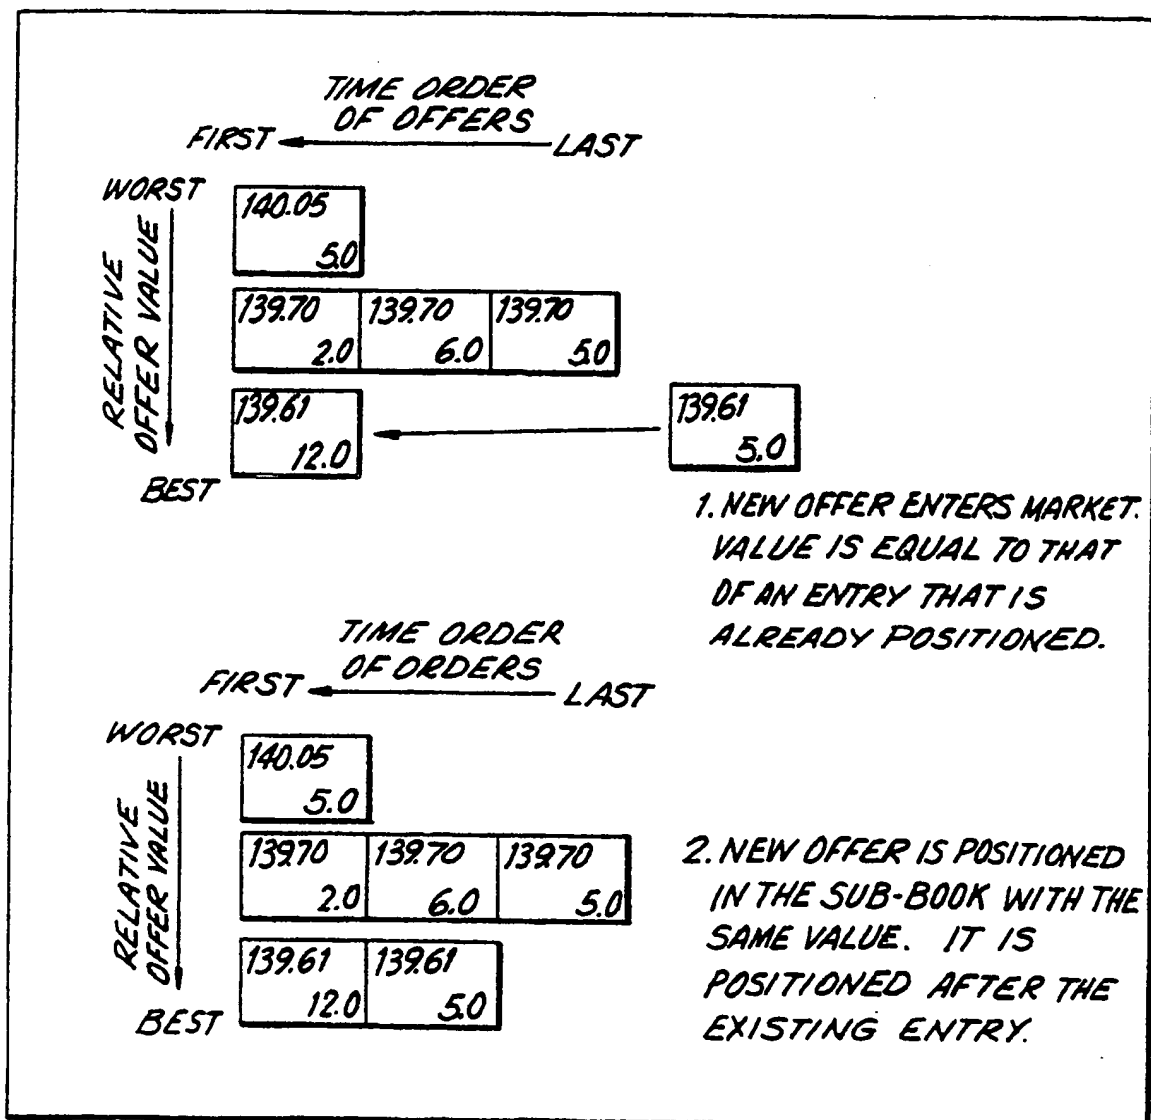 TIME ORDER
OF OFFERS
FIRST LAST
WORST
RELATIVE
OFFER VALUE
BEST
140.05
5.0
139.70 139.70 139.70
2.0 6.0 5.0
139.61 139.61
12.0 5.0
1. NEW OFFER ENTERS MARKET.
VALUE IS EQUAL TO THAT
OF AN ENTRY THAT IS
ALREADY POSITIONED.
TIME ORDER
OF ORDERS
FIRST LAST
WORST
RELATIVE
OFFER VALUE
BEST
140.05
5.0
139.70 139.70 139.70
2.0 6.0 5.0
139.61 139.61
12.0 5.0
2. NEW OFFER IS POSITIONED
IN THE SUB-BOOK WITH THE
SAME VALUE. IT IS
POSITIONED AFTER THE
EXISTING ENTRY.